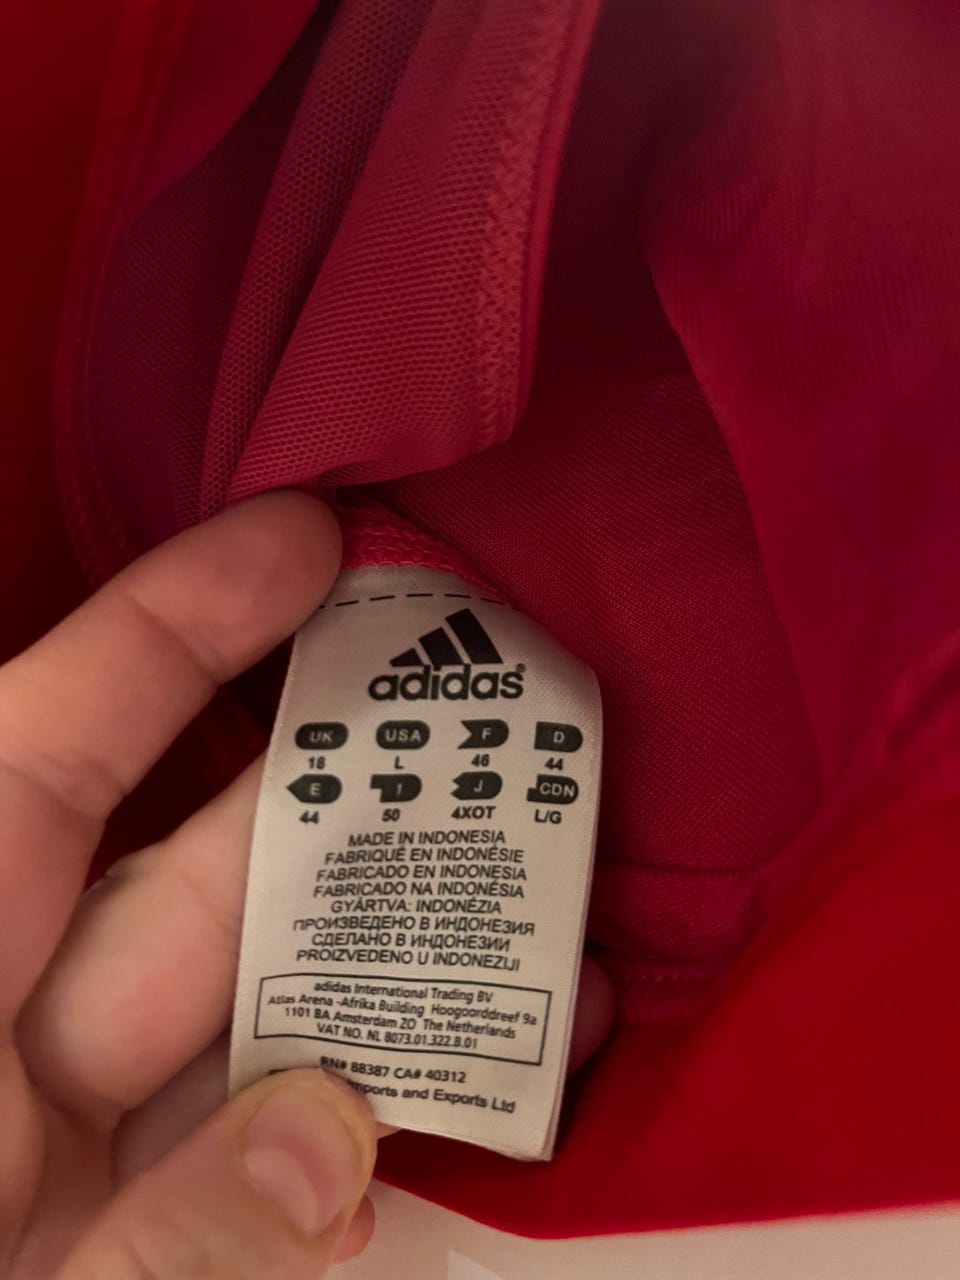 adidas®
UK USA F D
18 L 46 44
E I J CDN
44 50 4XOT L/G
MADE IN INDONESIA
FABRIQUÉ EN INDONÉSIE
FABRICADO EN INDONESIA
FABRICADO NA INDONÉSIA
GYÁRTVA: INDONÉZIA
ПРОИЗВЕДЕНО В ИНДОНЕЗИЯ
СДЕЛАНО В ИНДОНЕЗИИ
PROIZVEDENO U INDONEZIJI
adidas International Trading BV
Atlas Arena -Afrika Building Hoogoorddreef 9a
1101 BA Amsterdam ZO The Netherlands
VAT NO. NL 8073.01.322.B.01
RN# 88387 CA# 40312
Imports and Exports Ltd